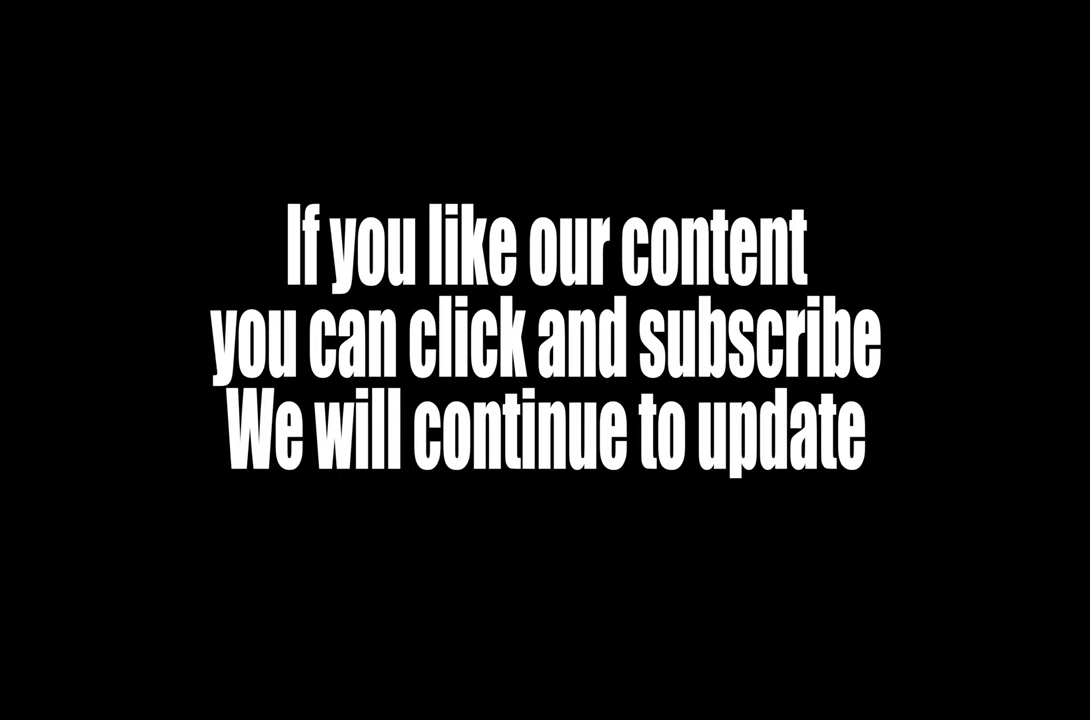 If you like our content
you can click and subscribe
We will continue to update